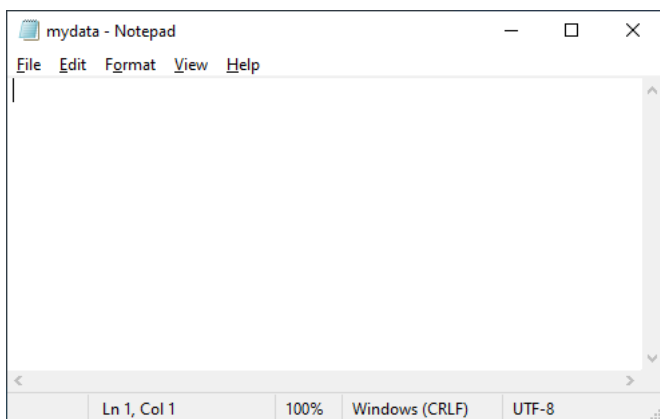 mydata - Notepad
File Edit Format View Help
Ln 1, Col 1 100% Windows (CRLF) UTF-8